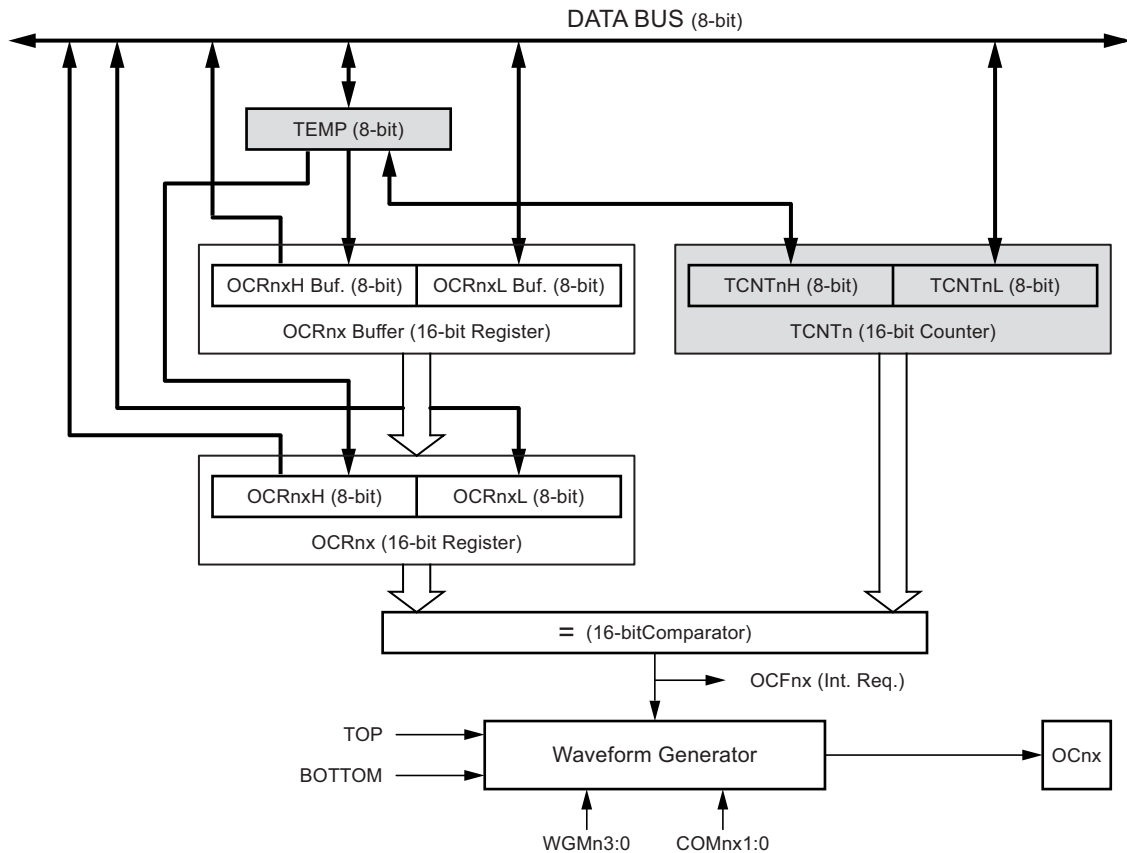 DATA BUS (8-bit)
TEMP (8-bit)
OCRnxH Buf. (8-bit)
OCRnxL Buf. (8-bit)
TCNTnH (8-bit)
TCNTnL (8-bit)
OCRnx Buffer (16-bit Register)
TCNTn (16-bit Counter)
OCRnxH (8-bit)
OCRnxL (8-bit)
OCRnx (16-bit Register)
= (16-bitComparator)
OCFnx (Int. Req.)
TOP
BOTTOM
Waveform Generator
OCnx
WGMn3:0
COMnx1:0